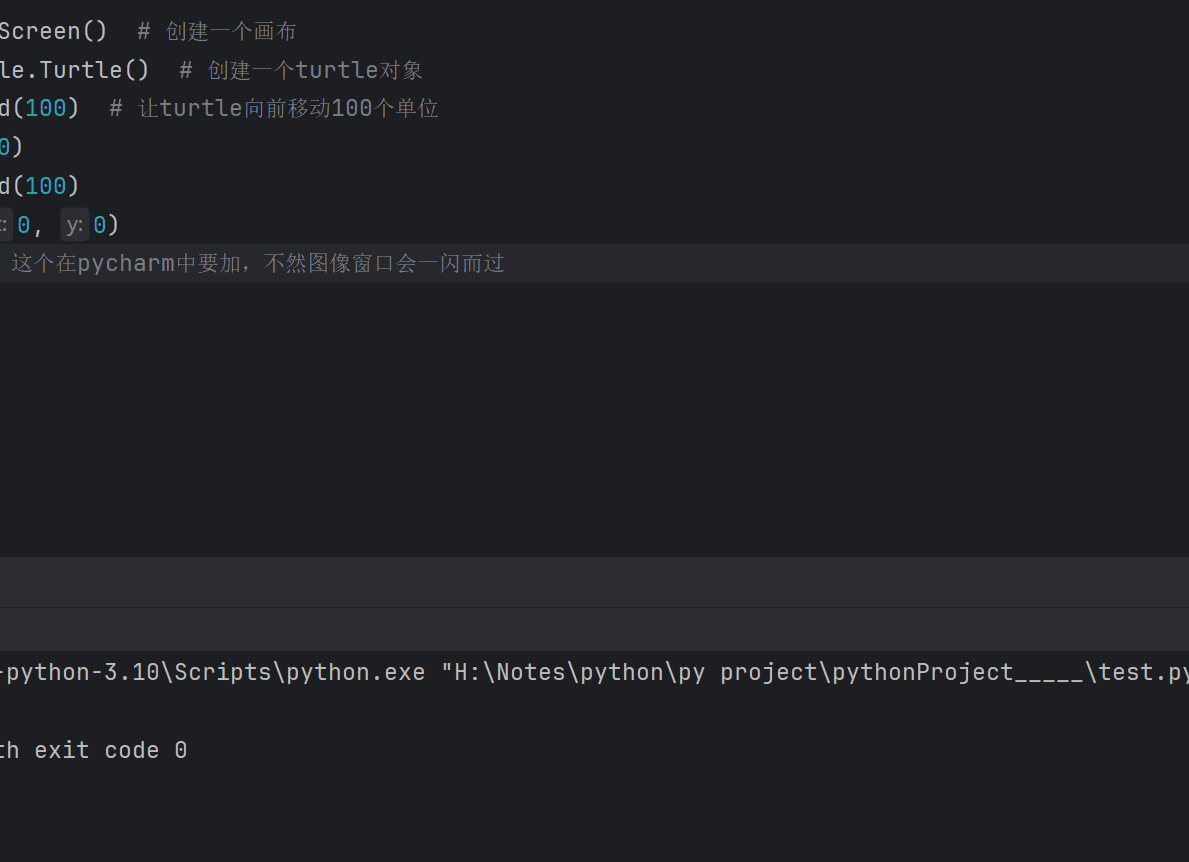 Screen()  # 创建一个画布
le.Turtle()  # 创建一个turtle对象
d(100)  # 让turtle向前移动100个单位
0)
d(100)
: 0, y: 0)
这个在pycharm中要加，不然图像窗口会一闪而过
-python-3.10\Scripts\python.exe "H:\Notes\python\py project\pythonProject_____\test.py
th exit code 0